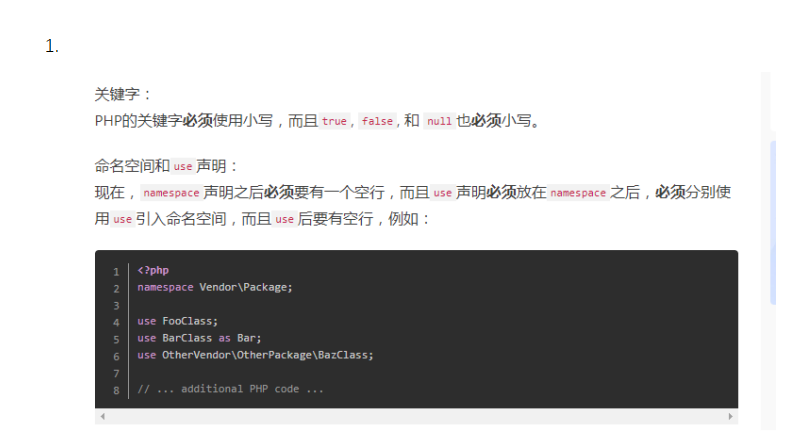 1.
关键字：
PHP的关键字必须使用小写，而且 true, false, 和 null 也必须小写。
命名空间和 use 声明：
现在， namespace 声明之后必须要有一个空行，而且 use 声明必须放在 namespace 之后，必须分别使
用 use 引入命名空间，而且 use 后要有空行，例如：
1 <?php
2 namespace Vendor\Package;
3
4 use FooClass;
5 use BarClass as Bar;
6 use OtherVendor\OtherPackage\BazClass;
7
8 // ... additional PHP code ...